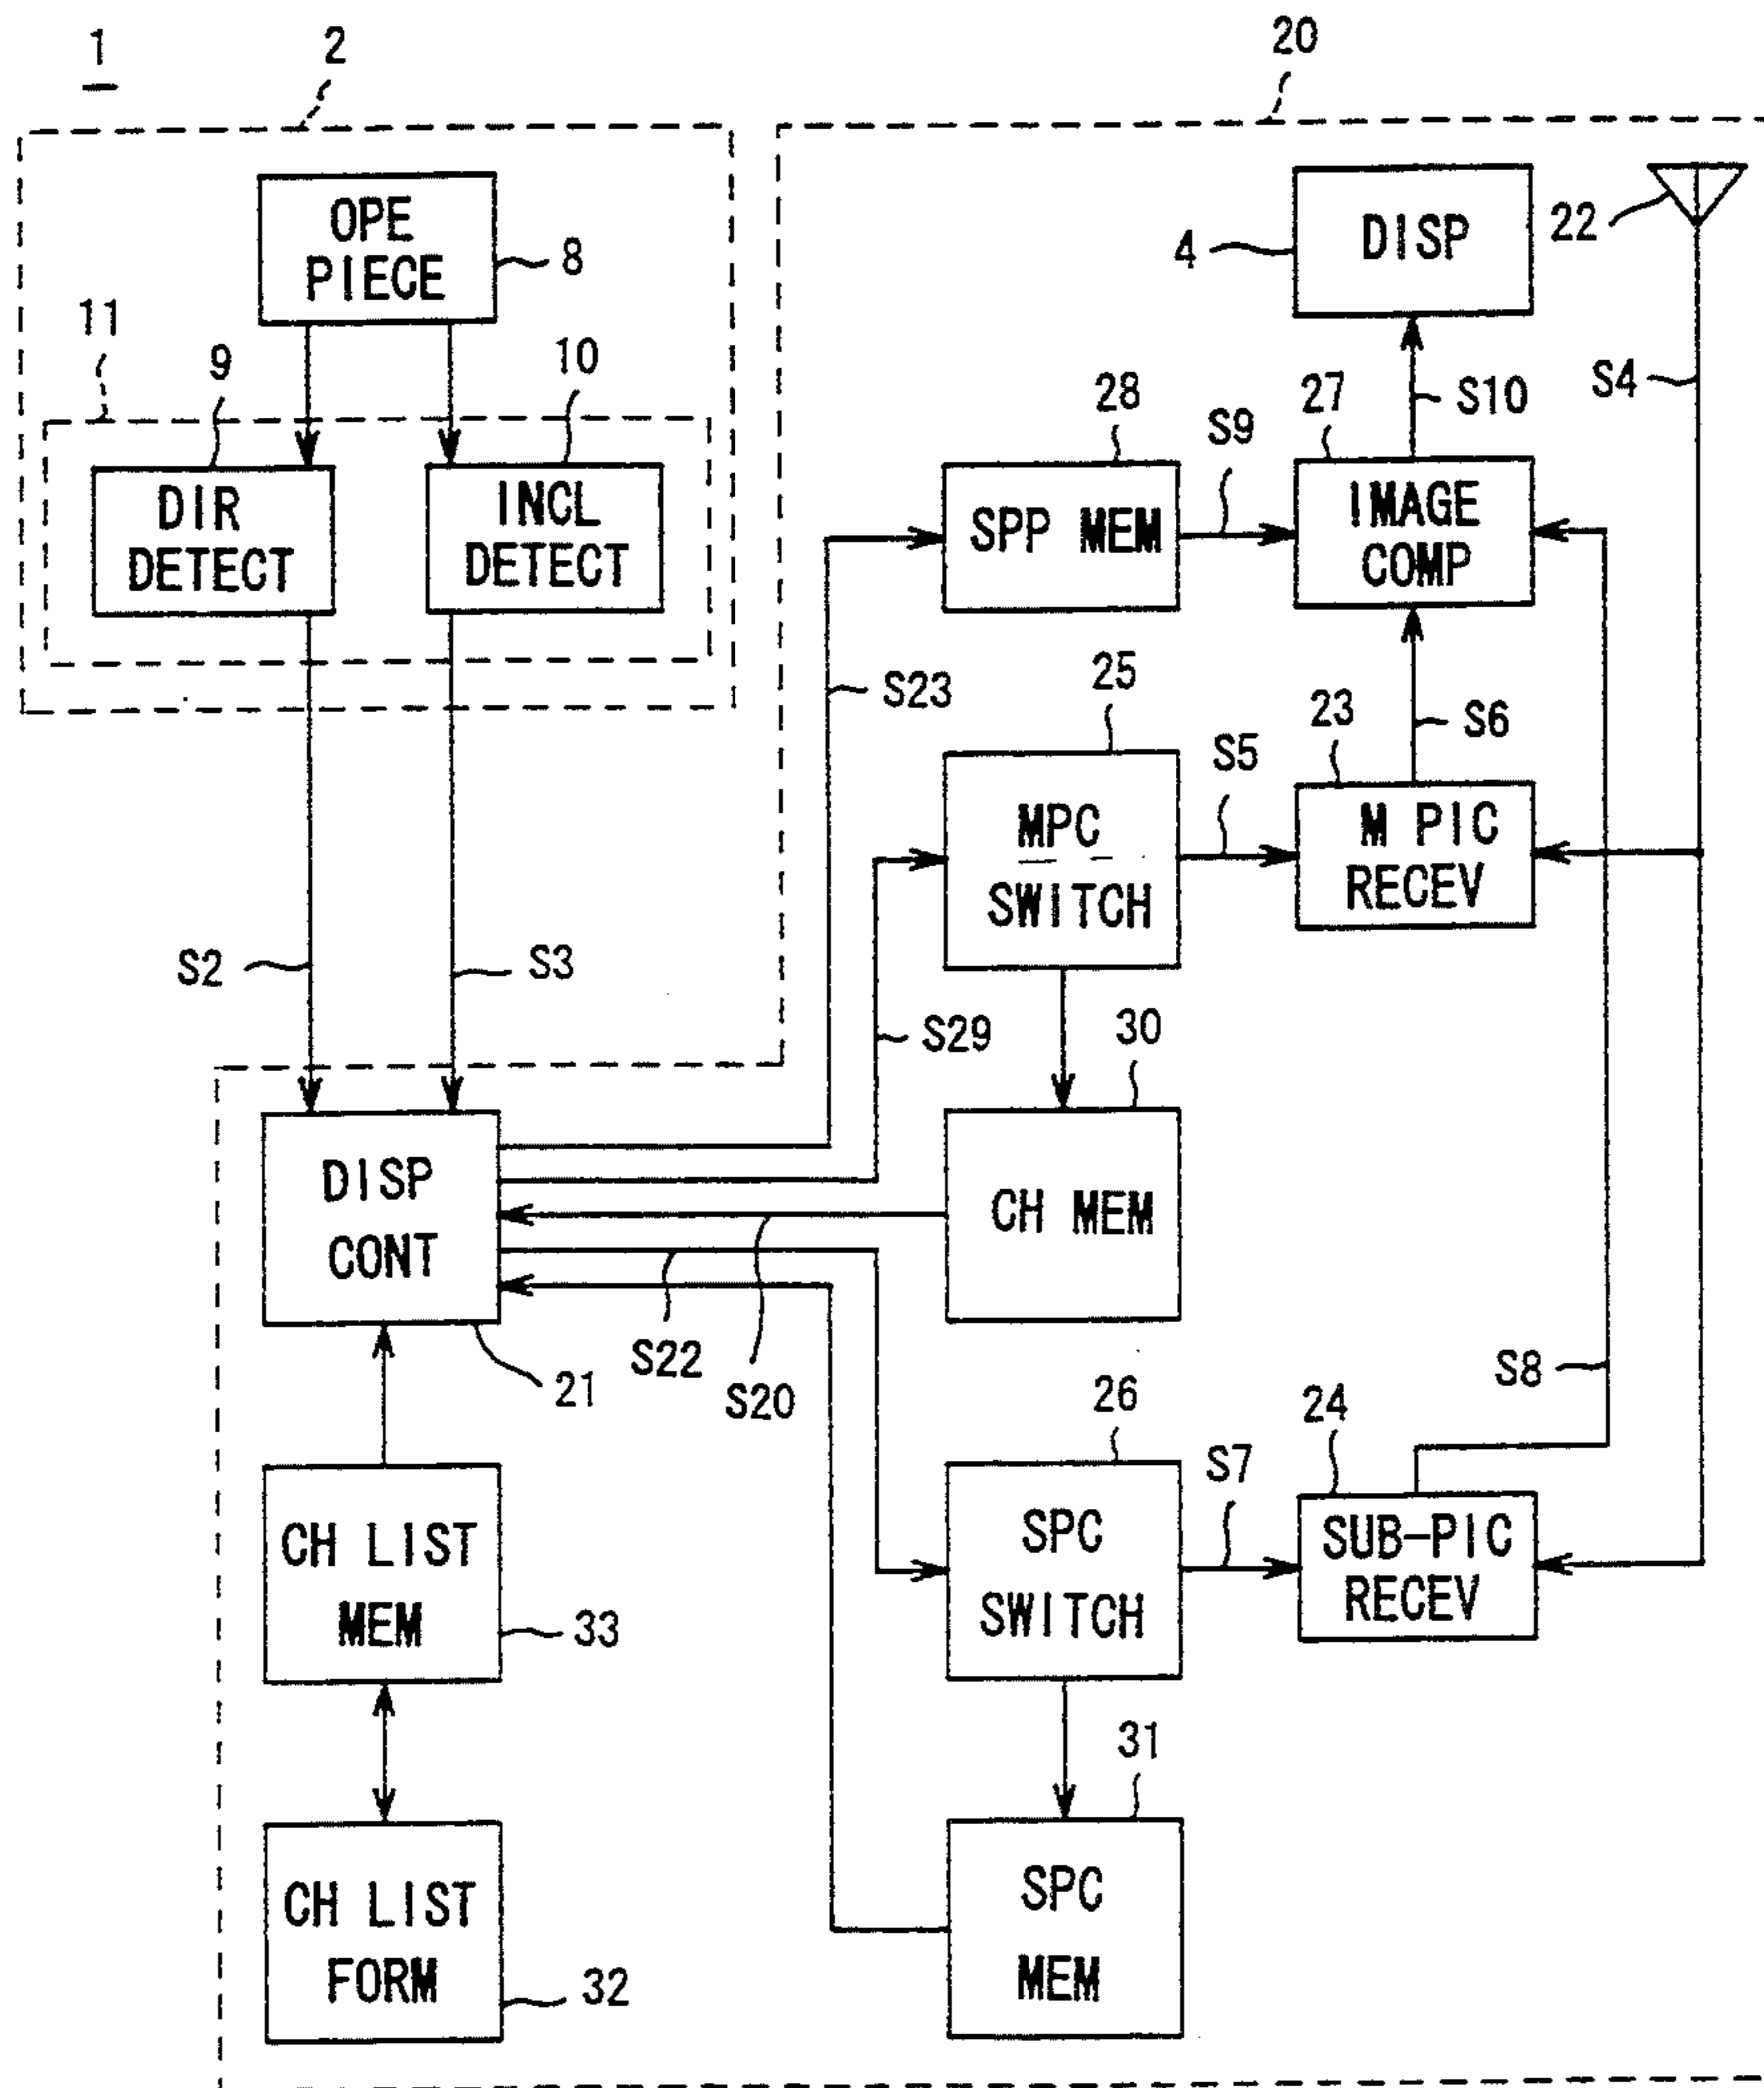 1
2
20
OPE
PIECE
8
DISP
4
22
11
9
10
S4
S10
27
28
S9
DIR
DETECT
INCL
DETECT
SPP MEM
IMAGE
COMP
S23
25
S6
23
S5
MPC
SWITCH
M PIC
RECEV
S2
S3
S29
30
DISP
CONT
CH MEM
S22
S20
21
S8
26
24
S7
CH LIST
MEM
33
SPC
SWITCH
SUB-PIC
RECEV
31
CH LIST
FORM
32
SPC
MEM